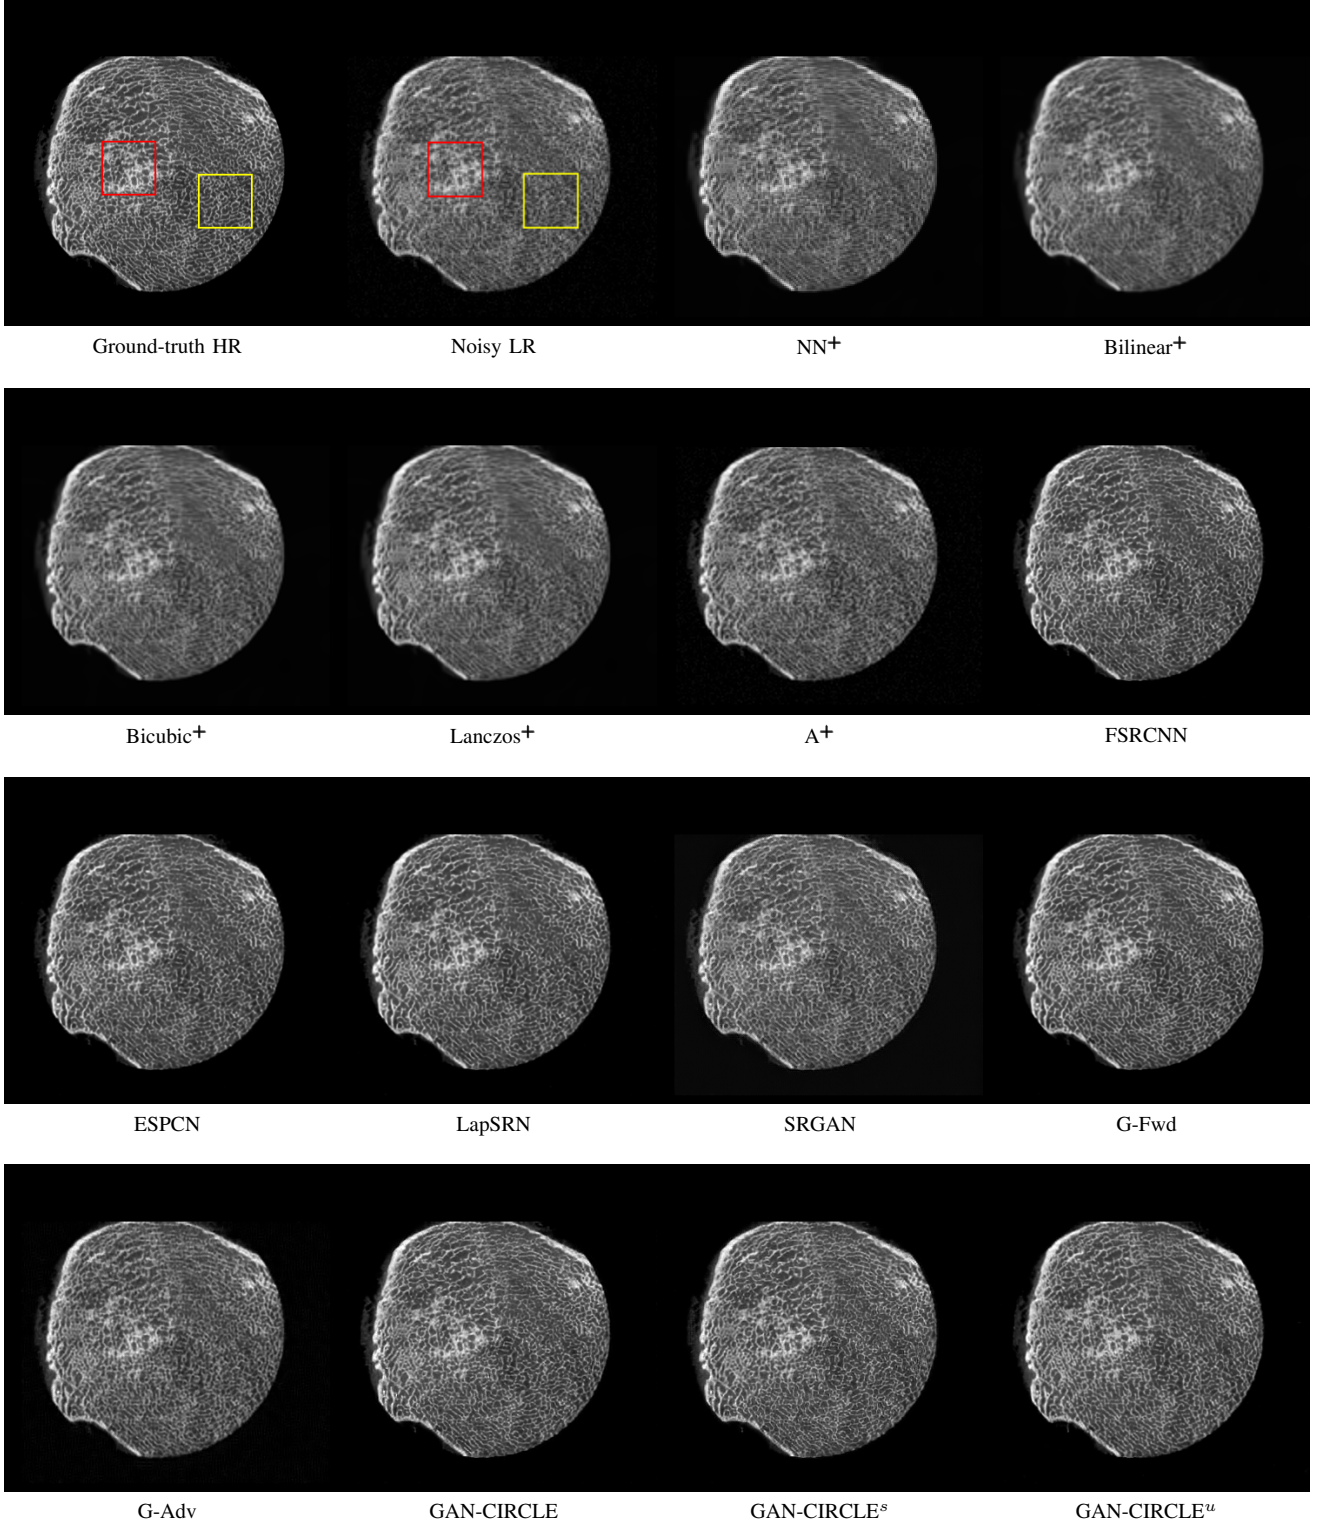 Ground-truth HR
Noisy LR
NN+
Bilinear+
Bicubic+
Lanczos+
A+
FSRCNN
ESPCN
LapSRN
SRGAN
G-Fwd
G-Adv
GAN-CIRCLE
GAN-CIRCLEˢ
GAN-CIRCLEᵘ